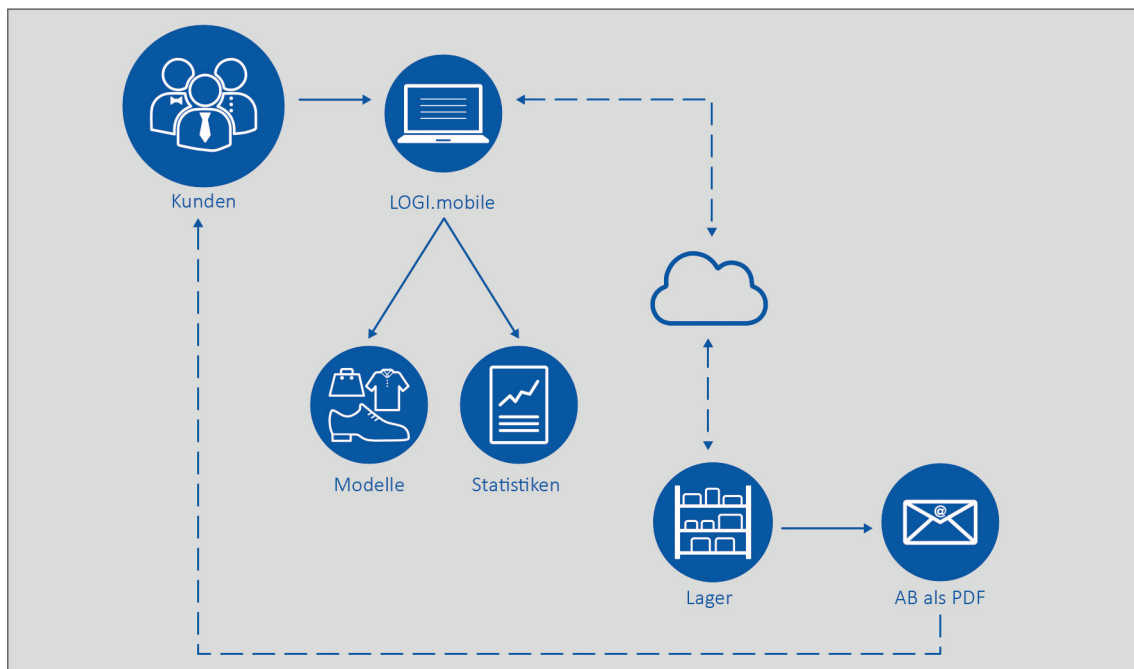 Kunden
LOGI.mobile
Modelle
Statistiken
@
Lager
AB als PDF